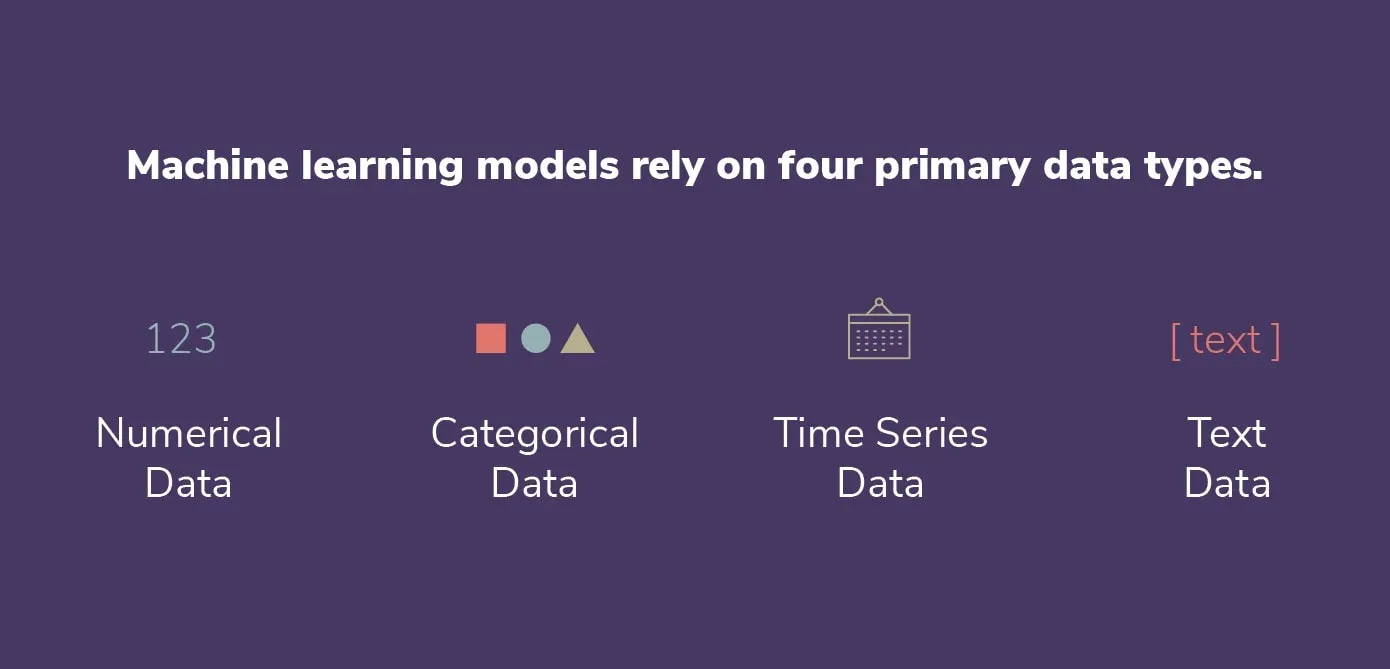 Machine learning models rely on four primary data types.
123
[ text ]
Numerical
Data
Categorical
Data
Time Series
Data
Text
Data